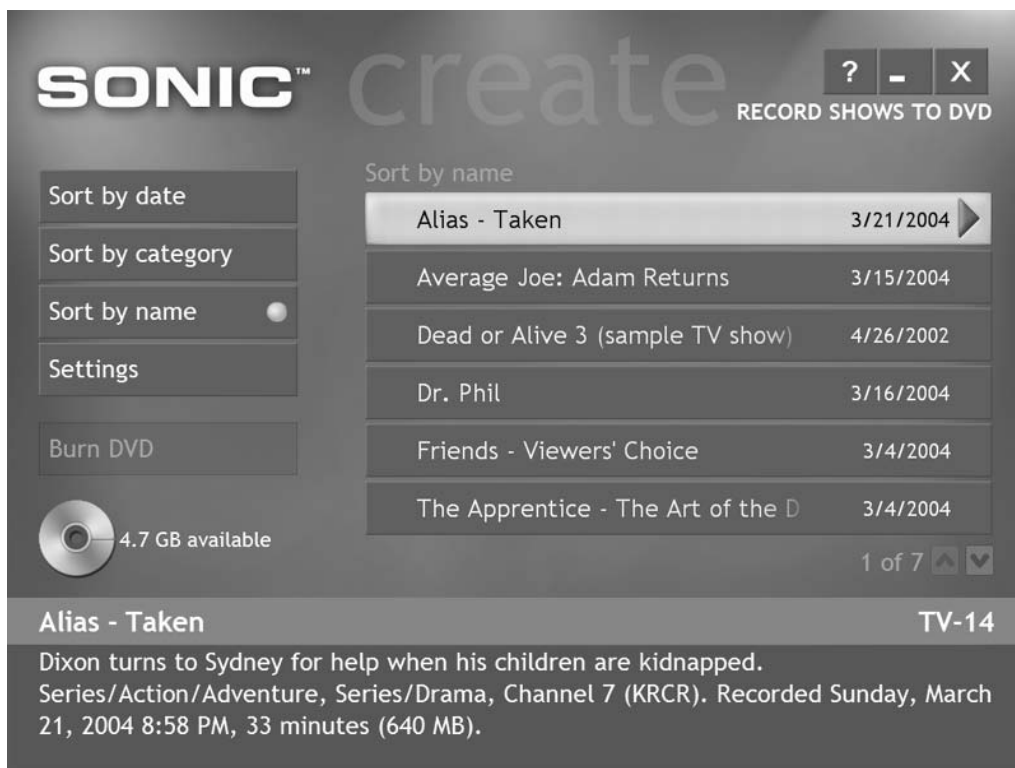 SONIC™ create
? - X
RECORD SHOWS TO DVD
Sort by date
Sort by category
Sort by name
Settings
Burn DVD
4.7 GB available
Sort by name
Alias - Taken 3/21/2004
Average Joe: Adam Returns 3/15/2004
Dead or Alive 3 (sample TV show) 4/26/2002
Dr. Phil 3/16/2004
Friends - Viewers' Choice 3/4/2004
The Apprentice - The Art of the D 3/4/2004
1 of 7
Alias - Taken TV-14
Dixon turns to Sydney for help when his children are kidnapped.
Series/Action/Adventure, Series/Drama, Channel 7 (KRCR). Recorded Sunday, March
21, 2004 8:58 PM, 33 minutes (640 MB).